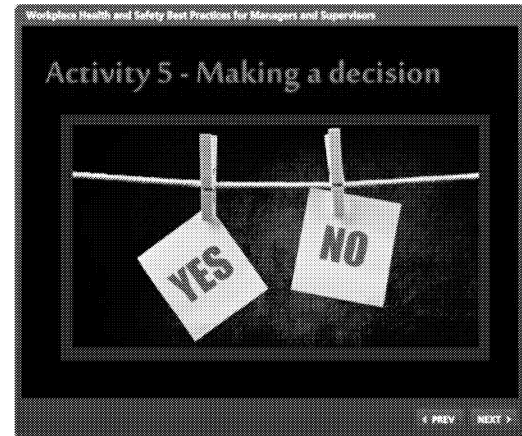 Workplace Health and Safety Best Practices for Managers and Supervisors
Activity 5 - Making a decision
YES
NO
PREV NEXT